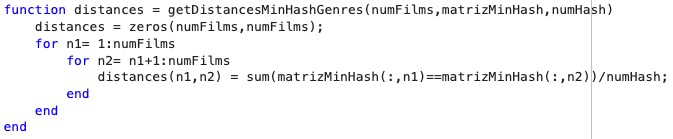 function distances = getDistancesMinHashGenres(numFilms,matrizMinHash,numHash)
    distances = zeros(numFilms,numFilms);
    for n1= 1:numFilms
        for n2= n1+1:numFilms
            distances(n1,n2) = sum(matrizMinHash(:,n1)==matrizMinHash(:,n2))/numHash;
        end
    end
end